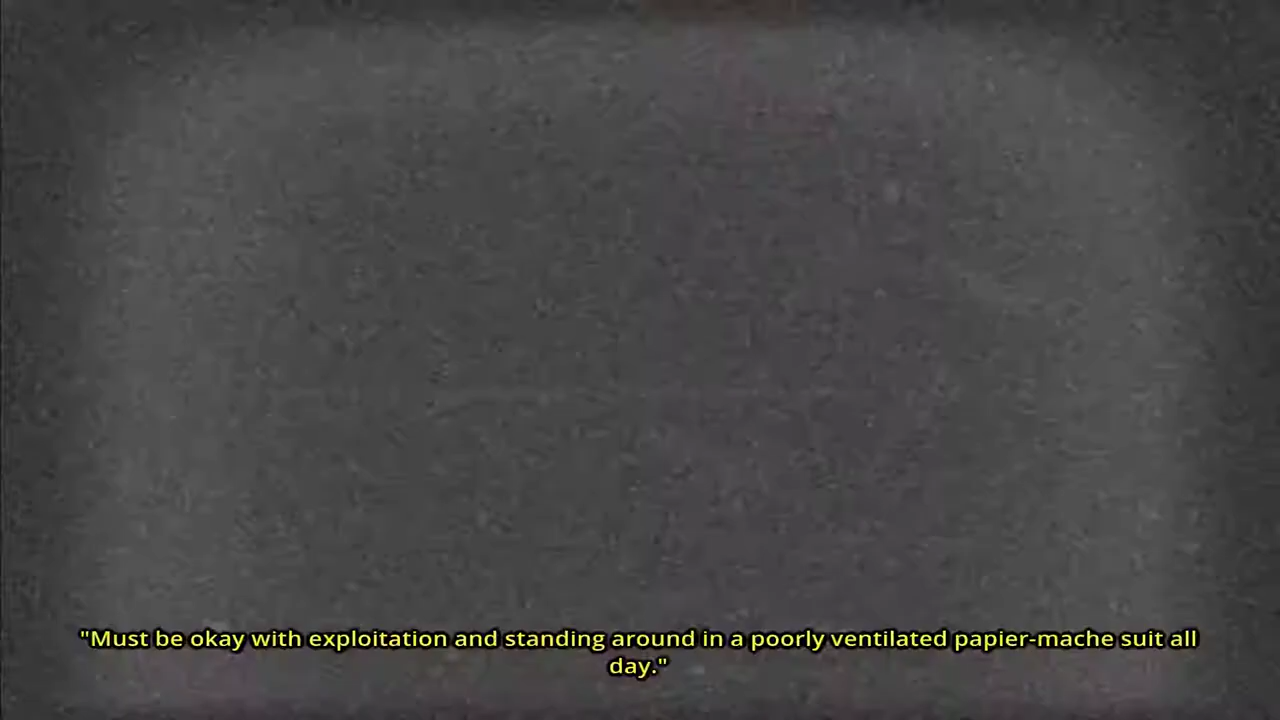 "Must be okay with exploitation and standing around in a poorly ventilated papier-mache suit all
day."